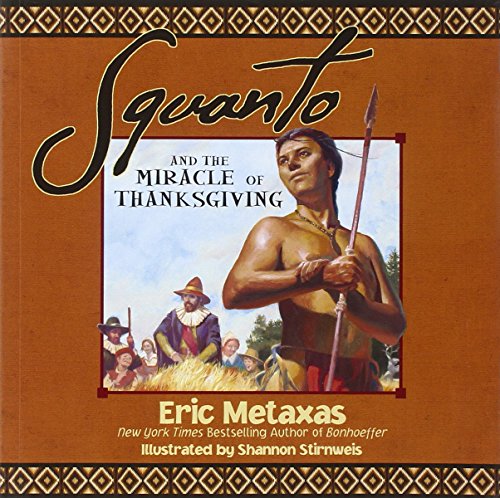 Squanto
AND THE
MIRACLE OF
THANKSGIVING
Eric Metaxas
New York Times Bestselling Author of Bonhoeffer
Illustrated by Shannon Stirnweis